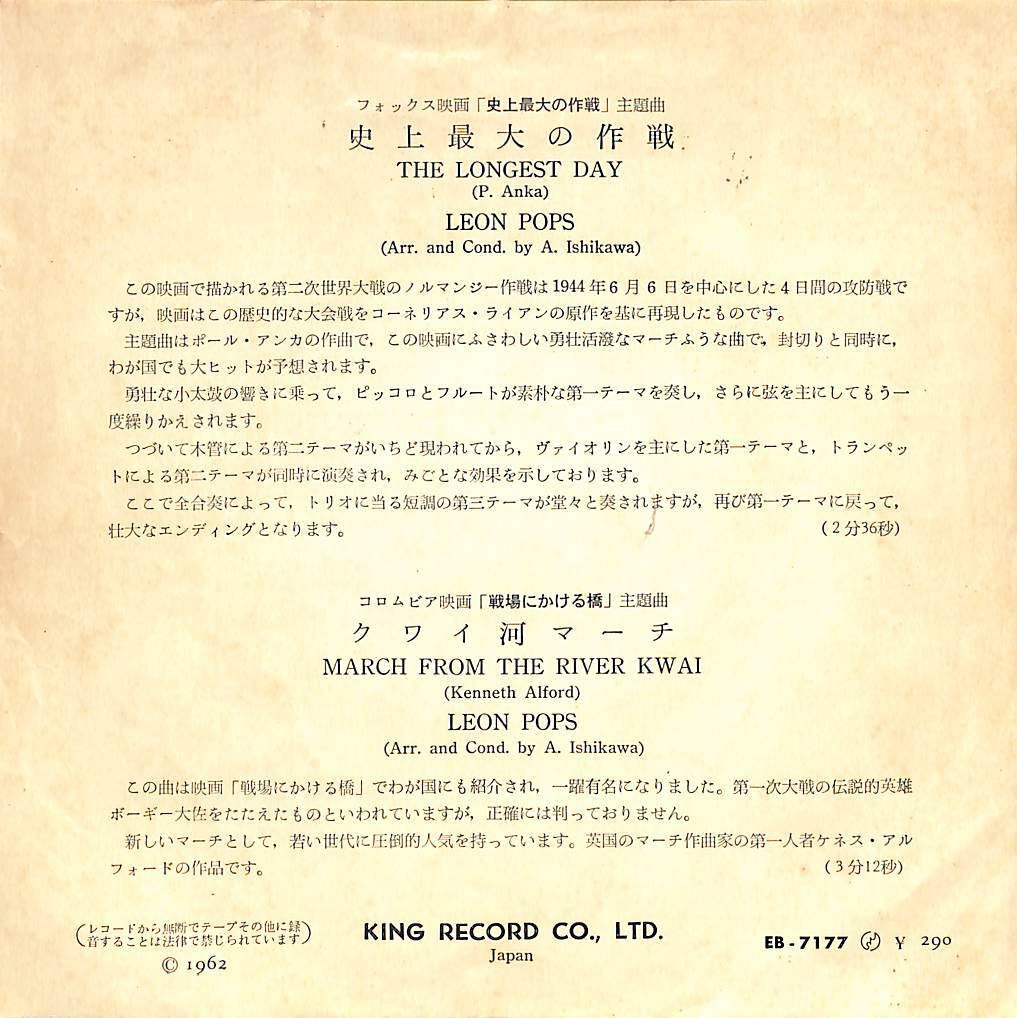 フォックス映画「史上最大の作戦」主題曲
史上最大の作戦
THE LONGEST DAY
(P. Anka)
LEON POPS
(Arr. and Cond. by A. Ishikawa)
この映画で描かれる第二次世界大戦のノルマンジー作戦は1944年6月6日を中心にした4日間の攻防戦で
すが，映画はこの歴史的な大会戦をコーネリアス・ライアンの原作を基に再現したものです。
主題曲はポール・アンカの作曲で，この映画にふさわしい勇壮活潑なマーチふうな曲で，封切りと同時に，
わが国でも大ヒットが予想されます。
勇壮な小太鼓の響きに乗って，ピッコロとフルートが素朴な第一テーマを奏し，さらに弦を主にしてもう一
度繰りかえされます。
つづいて木管による第二テーマがいちど現われてから，ヴァイオリンを主にした第一テーマと，トランペッ
トによる第二テーマが同時に演奏され，みごとな効果を示しております。
ここで全合奏によって，トリオに当る短調の第三テーマが堂々と奏されますが，再び第一テーマに戻って，
壮大なエンディングとなります。 (2分36秒)
コロムビア映画「戦場にかける橋」主題曲
クワイ河マーチ
MARCH FROM THE RIVER KWAI
(Kenneth Alford)
LEON POPS
(Arr. and Cond. by A. Ishikawa)
この曲は映画「戦場にかける橋」でわが国にも紹介され，一躍有名になりました。第一次大戦の伝説的英雄
ボーギー大佐をたたえたものといわれていますが，正確には判っておりません。
新しいマーチとして，若い世代に圧倒的人気を持っています。英国のマーチ作曲家の第一人者ケネス・アル
フォードの作品です。 (3分12秒)
(レコードから無断でテープその他に録
音することは法律で禁じられています)
© 1962
KING RECORD CO., LTD.
Japan
EB-7177 ¥ 290